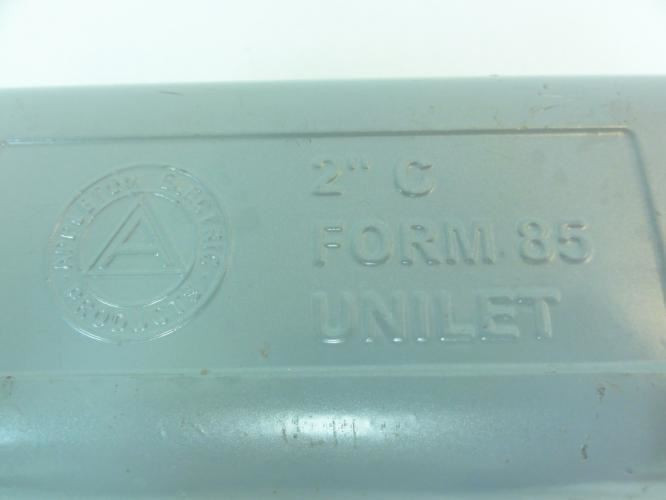 APPLETON ELECTRIC
A
PRODUCTS
2" C
FORM 85
UNILET